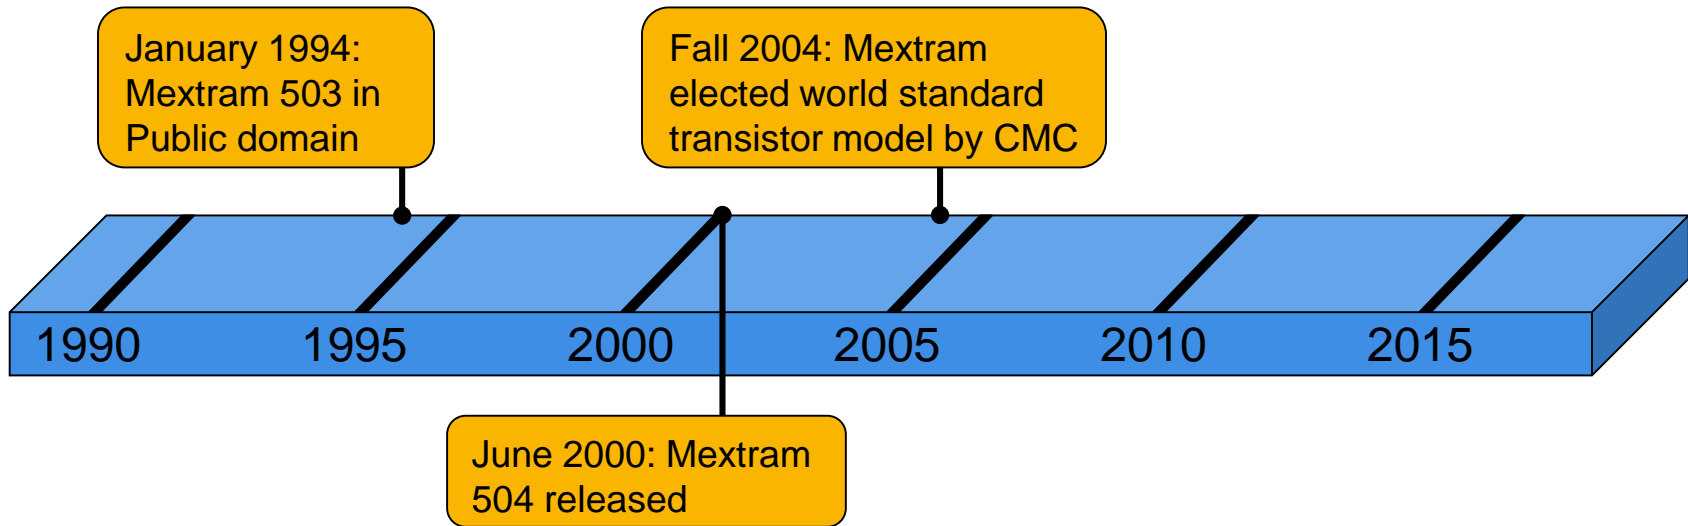 January 1994:
Mextram 503 in
Public domain
Fall 2004: Mextram
elected world standard
transistor model by CMC
1990 1995 2000 2005 2010 2015
June 2000: Mextram
504 released